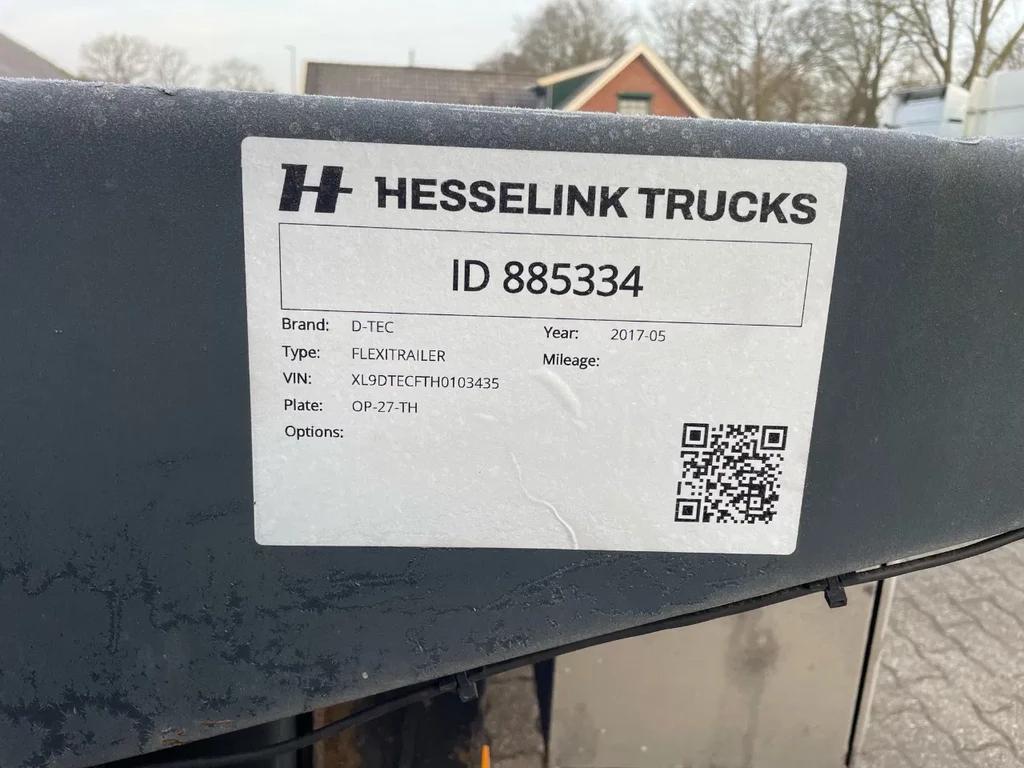 H HESSELINK TRUCKS
ID 885334
Brand: D-TEC
Type: FLEXITRAILER
VIN: XL9DTECFTH0103435
Plate: OP-27-TH
Options:
Year: 2017-05
Mileage: